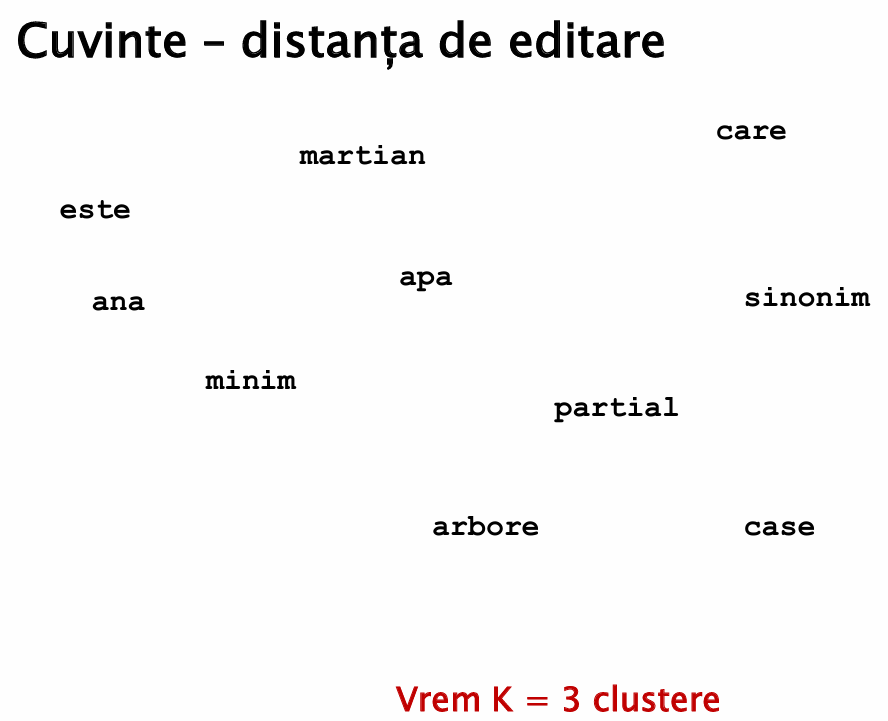 Cuvinte – distanța de editare
care
martian
este
apa
ana
sinonim
minim
partial
arbore
case
Vrem K = 3 clustere